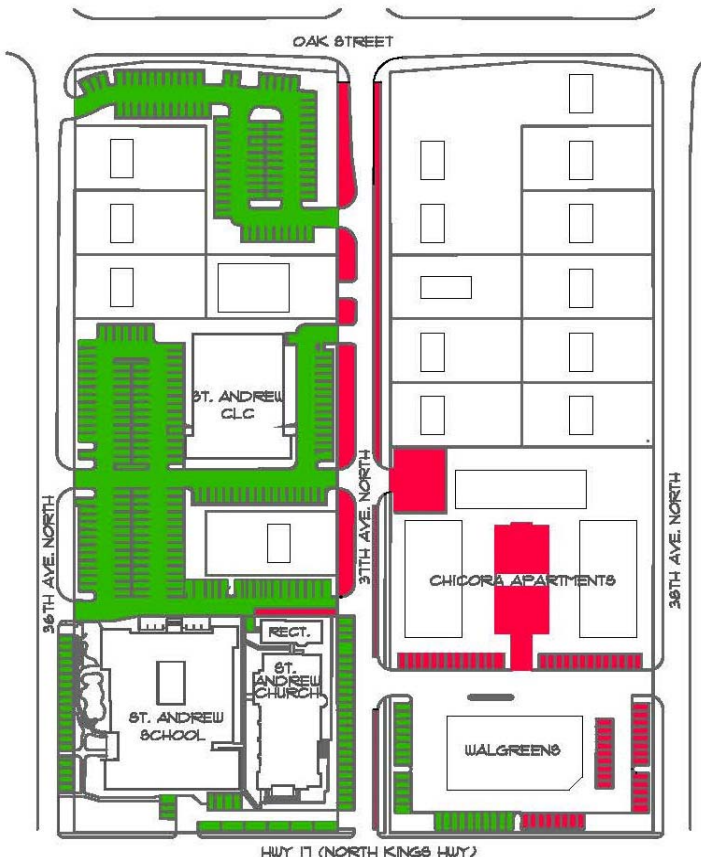 OAK STREET
ST. ANDREW
CLC
36TH AVE. NORTH
37TH AVE. NORTH
38TH AVE. NORTH
CHICORA APARTMENTS
RECT.
ST.
ANDREW
CHURCH
ST. ANDREW
SCHOOL
WALGREENS
HWY 17 (NORTH KINGS HWY)